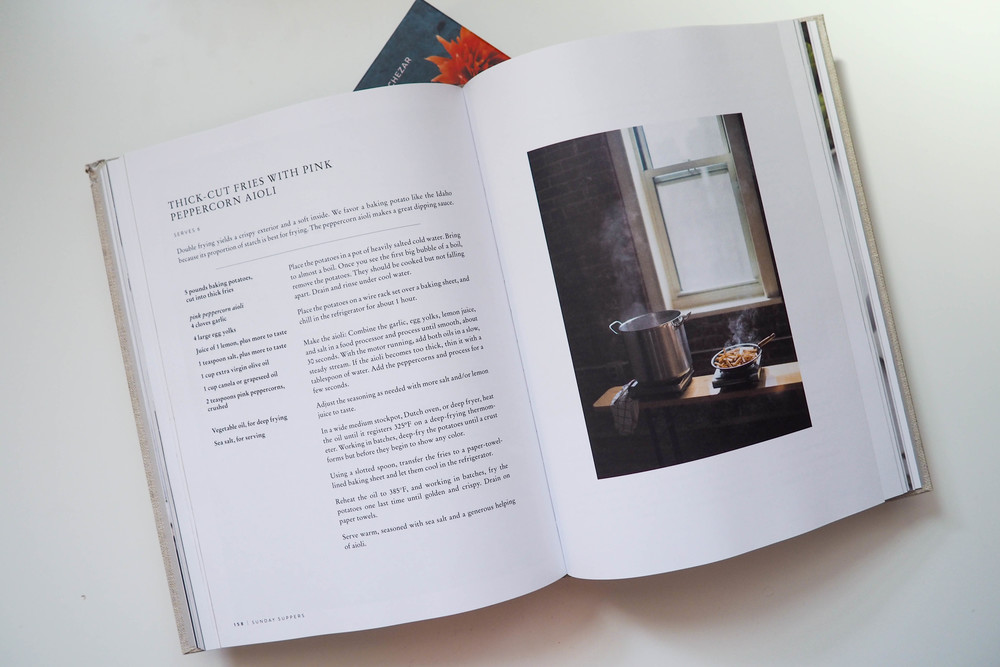 CHEZAR
THICK-CUT FRIES WITH PINK
PEPPERCORN AIOLI
SERVES 6
Double frying yields a crispy exterior and a soft inside. We favor a baking potato like the Idaho
because its proportion of starch is best for frying. The peppercorn aioli makes a great dipping sauce.
5 pounds baking potatoes,
cut into thick fries
pink peppercorn aioli
4 cloves garlic
4 large egg yolks
Juice of 1 lemon, plus more to taste
1 teaspoon salt, plus more to taste
1 cup extra virgin olive oil
1 cup canola or grapeseed oil
2 teaspoons pink peppercorns,
crushed
Vegetable oil, for deep frying
Sea salt, for serving
Place the potatoes in a pot of heavily salted cold water. Bring
to almost a boil. Once you see the first big bubble of a boil,
remove the potatoes. They should be cooked but not falling
apart. Drain and rinse under cool water.
Place the potatoes on a wire rack set over a baking sheet, and
chill in the refrigerator for about 1 hour.
Make the aioli: Combine the garlic, egg yolks, lemon juice,
and salt in a food processor and process until smooth, about
30 seconds. With the motor running, add both oils in a slow,
steady stream. If the aioli becomes too thick, thin it with a
tablespoon of water. Add the peppercorns and process for a
few seconds.
Adjust the seasoning as needed with more salt and/or lemon
juice to taste.
In a wide medium stockpot, Dutch oven, or deep fryer, heat
the oil until it registers 325°F on a deep-frying thermom-
eter. Working in batches, deep-fry the potatoes until a crust
forms but before they begin to show any color.
Using a slotted spoon, transfer the fries to a paper-towel-
lined baking sheet and let them cool in the refrigerator.
Reheat the oil to 385°F, and working in batches, fry the
potatoes one last time until golden and crispy. Drain on
paper towels.
Serve warm, seasoned with sea salt and a generous helping
of aioli.
158 | SUNDAY SUPPERS